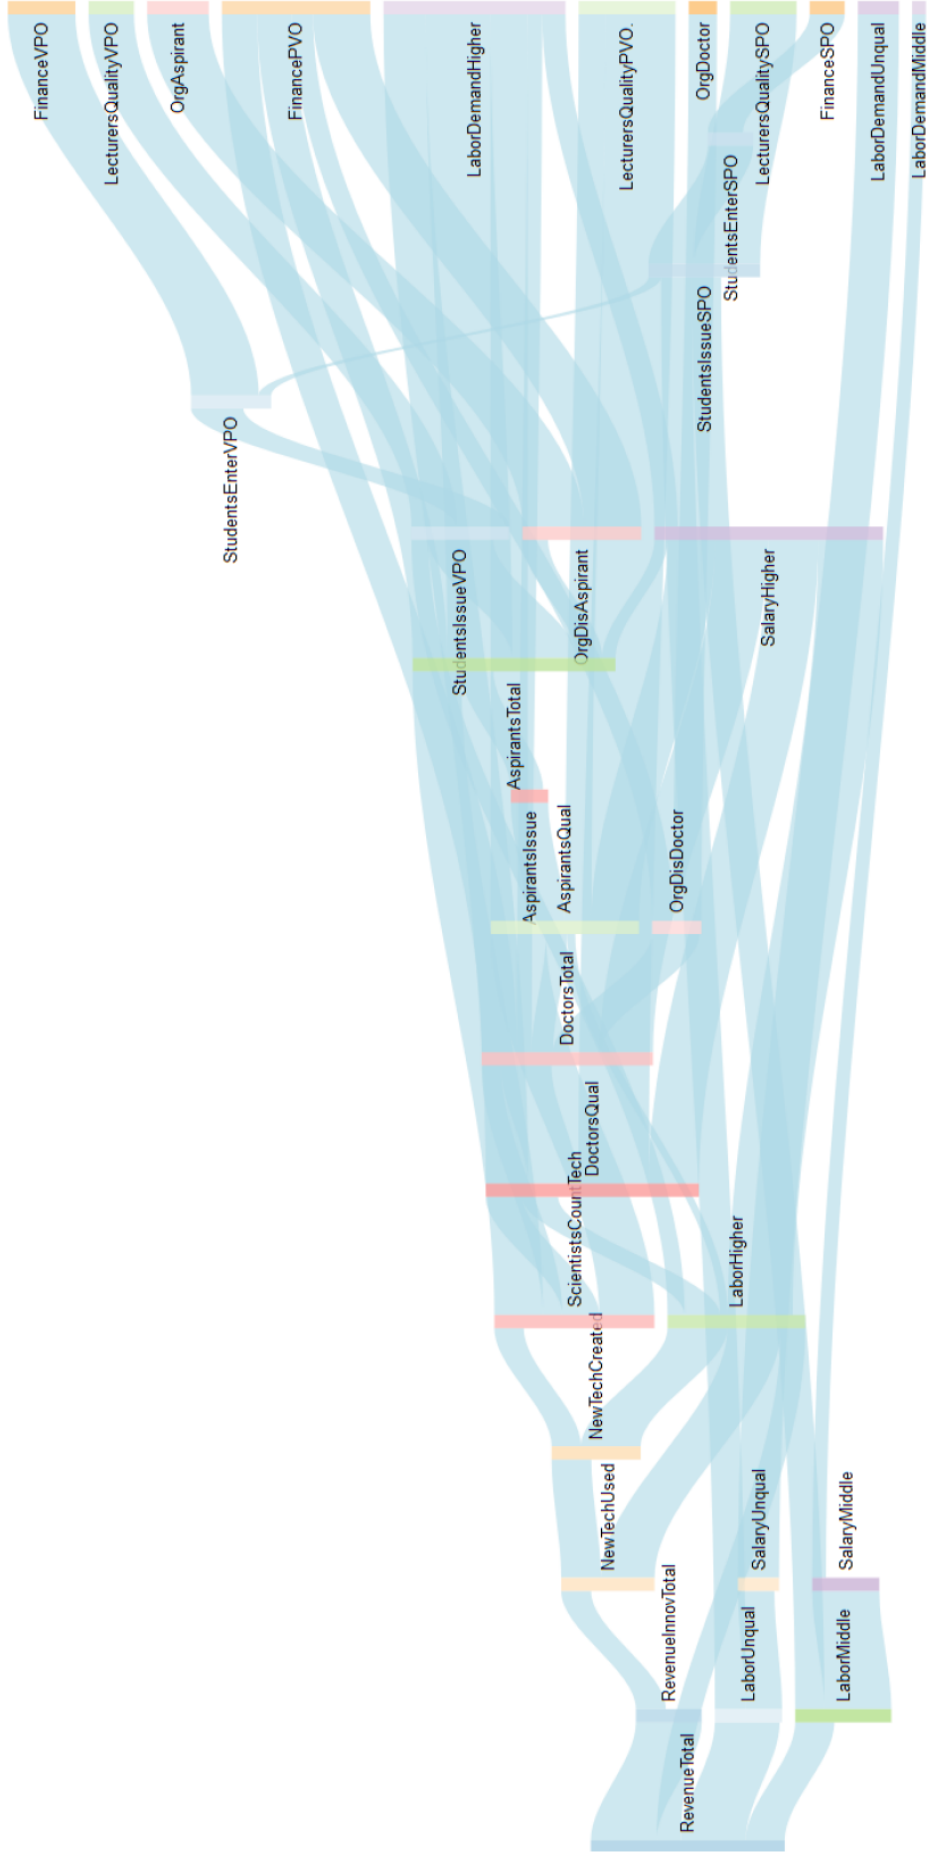 FinanceVPO
LecturersQualityVPO
OrgAspirant
FinancePVO
LaborDemandHigher
LecturersQualityPVO.
OrgDoctor
LecturersQualitySPO
FinanceSPO
LaborDemandUnqual
LaborDemandMiddle
StudentsEnterSPO
StudentsIssueSPO
StudentsEnterVPO
StudentsIssueVPO
OrgDisAspirant
SalaryHigher
AspirantsTotal
AspirantsIssue
AspirantsQual
OrgDisDoctor
DoctorsTotal
DoctorsQual
ScientistsCountTech
LaborHigher
NewTechCreated
NewTechUsed
SalaryUnqual
SalaryMiddle
RevenueInnovTotal
LaborUnqual
LaborMiddle
RevenueTotal